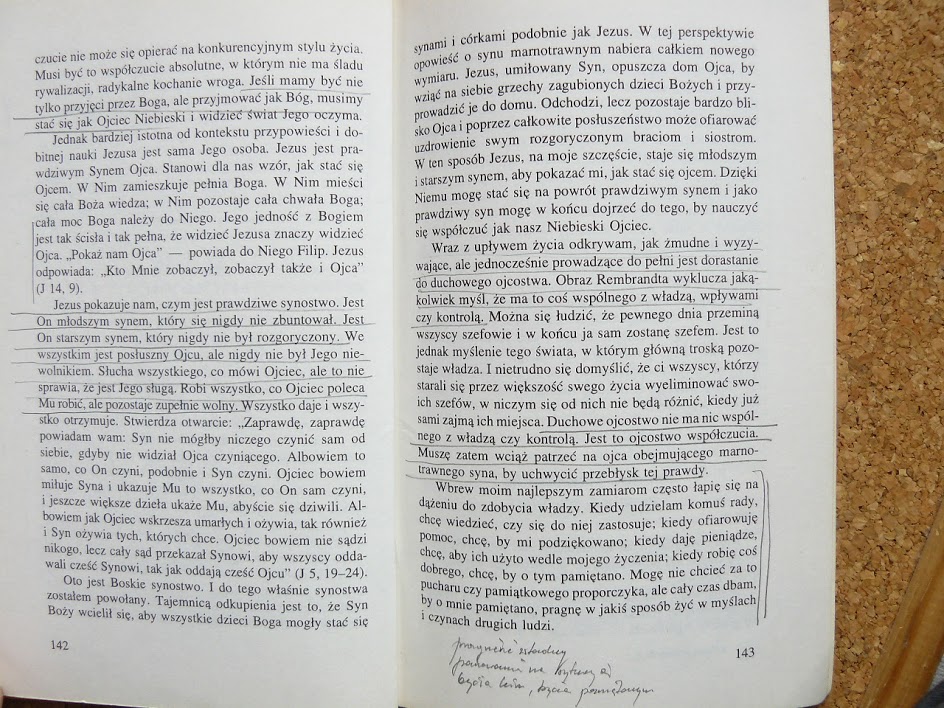 czucie nie może się opierać na konkurencyjnym stylu życia.
Musi być to współczucie absolutne, w którym nie ma śladu
rywalizacji, radykalne kochanie wroga. Jeśli mamy być nie
tylko przyjęci przez Boga, ale przyjmować jak Bóg, musimy
stać się jak Ojciec Niebieski i widzieć świat Jego oczyma.
Jednak bardziej istotna od kontekstu przypowieści i do-
bitnej nauki Jezusa jest sama Jego osoba. Jezus jest pra-
wdziwym Synem Ojca. Stanowi dla nas wzór, jak stać się
Ojcem. W Nim zamieszkuje pełnia Boga. W Nim mieści
się cała Boża wiedza; w Nim pozostaje cała chwała Boga;
cała moc Boga należy do Niego. Jego jedność z Bogiem
jest tak ścisła i tak pełna, że widzieć Jezusa znaczy widzieć
Ojca. „Pokaż nam Ojca” — powiada do Niego Filip. Jezus
odpowiada: „Kto Mnie zobaczył, zobaczył także i Ojca”
(J 14, 9).
Jezus pokazuje nam, czym jest prawdziwe synostwo. Jest
On młodszym synem, który się nigdy nie zbuntował. Jest
On starszym synem, który nigdy nie był rozgoryczony. We
wszystkim jest posłuszny Ojcu, ale nigdy nie był Jego nie-
wolnikiem. Słucha wszystkiego, co mówi Ojciec, ale to nie
sprawia, że jest Jego sługą. Robi wszystko, co Ojciec poleca
Mu robić, ale pozostaje zupełnie wolny. Wszystko daje i wszy-
stko otrzymuje. Stwierdza otwarcie: „Zaprawdę, zaprawdę
powiadam wam: Syn nie mógłby niczego czynić sam od
siebie, gdyby nie widział Ojca czyniącego. Albowiem to
samo, co On czyni, podobnie i Syn czyni. Ojciec bowiem
miłuje Syna i ukazuje Mu to wszystko, co On sam czyni,
i jeszcze większe dzieła ukaże Mu, abyście się dziwili. Al-
bowiem jak Ojciec wskrzesza umarłych i ożywia, tak również
i Syn ożywia tych, których chce. Ojciec bowiem nie sądzi
nikogo, lecz cały sąd przekazał Synowi, aby wszyscy odda-
wali cześć Synowi, tak jak oddają cześć Ojcu” (J 5, 19–24).
Oto jest Boskie synostwo. I do tego właśnie synostwa
zostałem powołany. Tajemnicą odkupienia jest to, że Syn
Boży wcielił się, aby wszystkie dzieci Boga mogły stać się
142
synami i córkami podobnie jak Jezus. W tej perspektywie
opowieść o synu marnotrawnym nabiera całkiem nowego
wymiaru. Jezus, umiłowany Syn, opuszcza dom Ojca, by
wziąć na siebie grzechy zagubionych dzieci Bożych i przy-
prowadzić je do domu. Odchodzi, lecz pozostaje bardzo bli-
sko Ojca i poprzez całkowite posłuszeństwo może ofiarować
uzdrowienie swym rozgoryczonym braciom i siostrom.
W ten sposób Jezus, na moje szczęście, staje się młodszym
i starszym synem, aby pokazać mi, jak stać się ojcem. Dzięki
Niemu mogę stać się na powrót prawdziwym synem i jako
prawdziwy syn mogę w końcu dojrzeć do tego, by nauczyć
się współczuć jak nasz Niebieski Ojciec.
Wraz z upływem życia odkrywam, jak żmudne i wyzy-
wające, ale jednocześnie prowadzące do pełni jest dorastanie
do duchowego ojcostwa. Obraz Rembrandta wyklucza jaką-
kolwiek myśl, że ma to coś wspólnego z władzą, wpływami
czy kontrolą. Można się łudzić, że pewnego dnia przeminą
wszyscy szefowie i w końcu ja sam zostanę szefem. Jest to
jednak myślenie tego świata, w którym główną troską pozo-
staje władza. I nietrudno się domyślić, że ci wszyscy, którzy
starali się przez większość swego życia wyeliminować swo-
ich szefów, w niczym się od nich nie będą różnić, kiedy już
sami zajmą ich miejsca. Duchowe ojcostwo nie ma nic wspól-
nego z władzą czy kontrolą. Jest to ojcostwo współczucia.
Muszę zatem wciąż patrzeć na ojca obejmującego marno-
trawnego syna, by uchwycić przebłysk tej prawdy.
Wbrew moim najlepszym zamiarom często łapię się na
dążeniu do zdobycia władzy. Kiedy udzielam komuś rady,
chcę wiedzieć, czy się do niej zastosuje; kiedy ofiarowuję
pomoc, chcę, by mi podziękowano; kiedy daję pieniądze,
chcę, aby ich użyto wedle mojego życzenia; kiedy robię coś
dobrego, chcę, by o tym pamiętano. Mogę nie chcieć za to
pucharu czy pamiątkowego proporczyka, ale cały czas dbam,
by o mnie pamiętano, pragnę w jakiś sposób żyć w myślach
i czynach drugich ludzi.
143